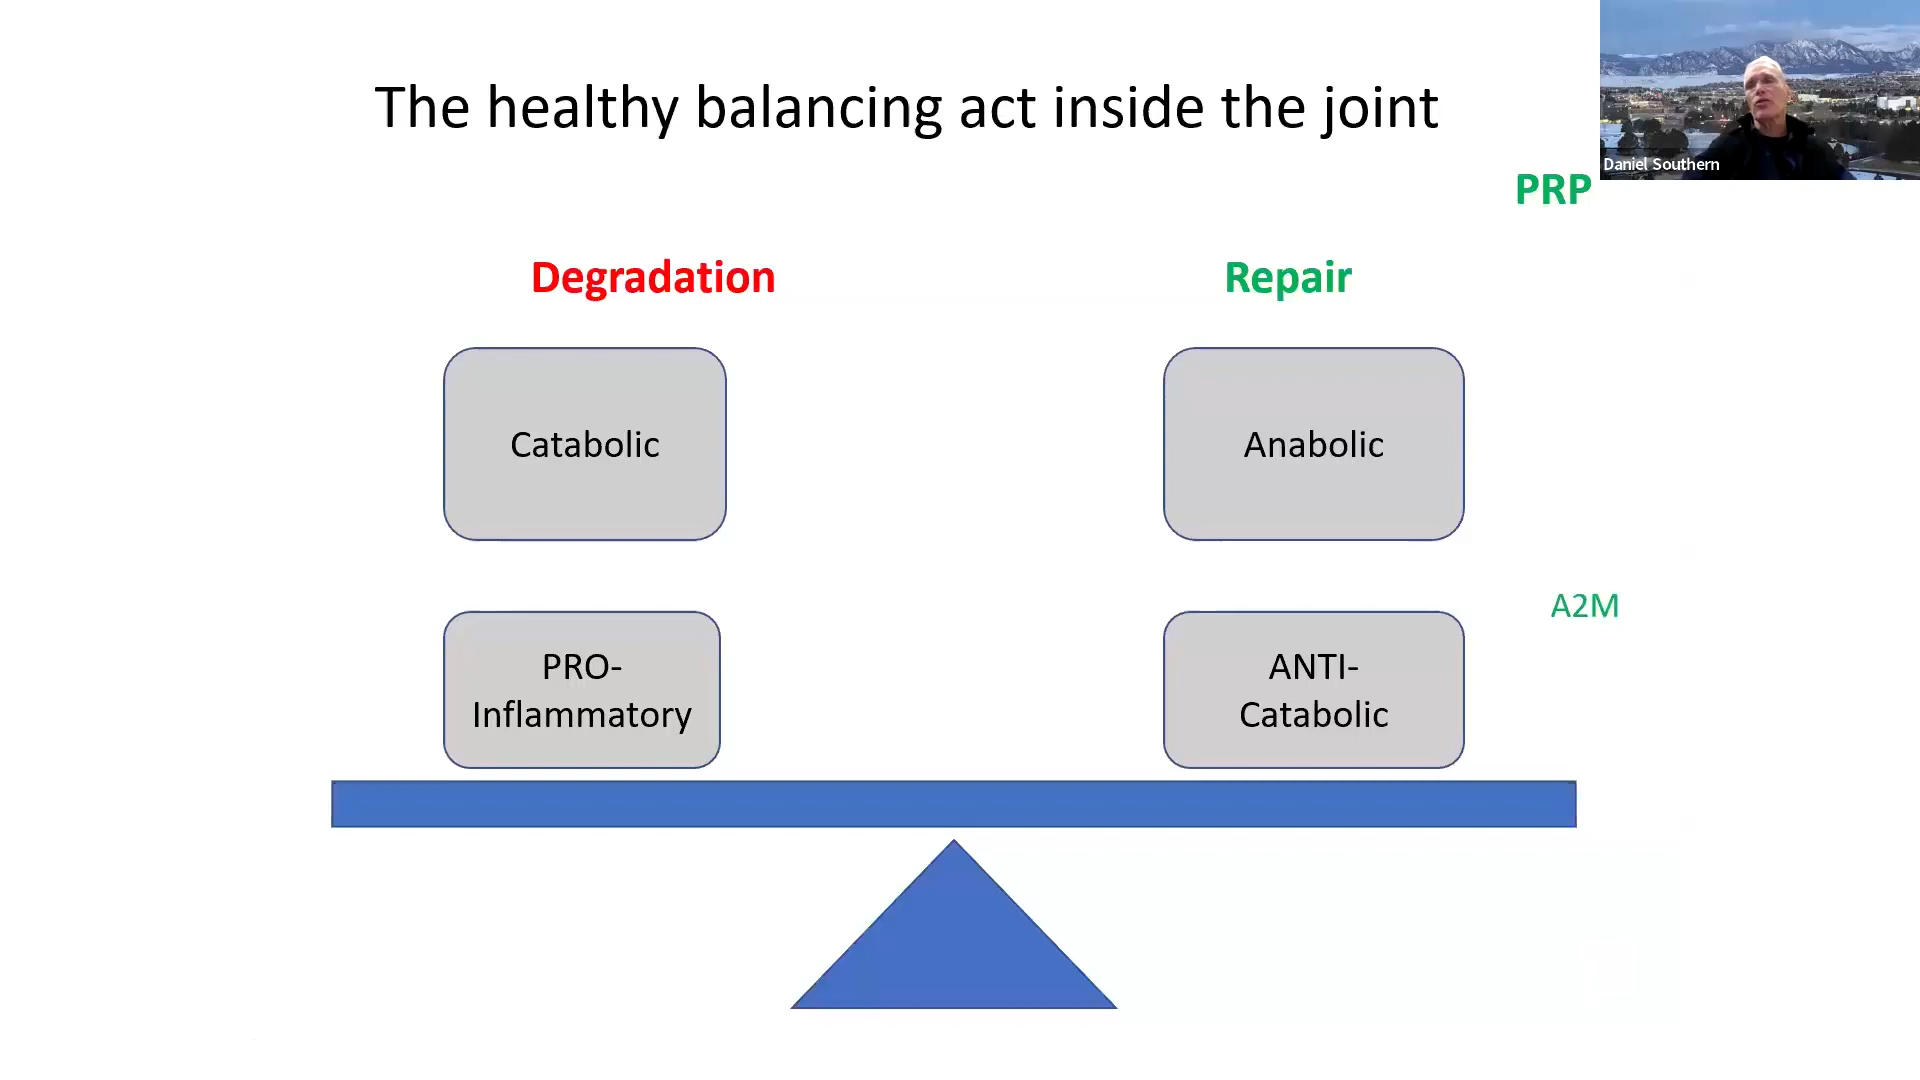 The healthy balancing act inside the joint
Daniel Southern
PRP
Degradation
Repair
Catabolic
Anabolic
A2M
PRO-
Inflammatory
ANTI-
Catabolic